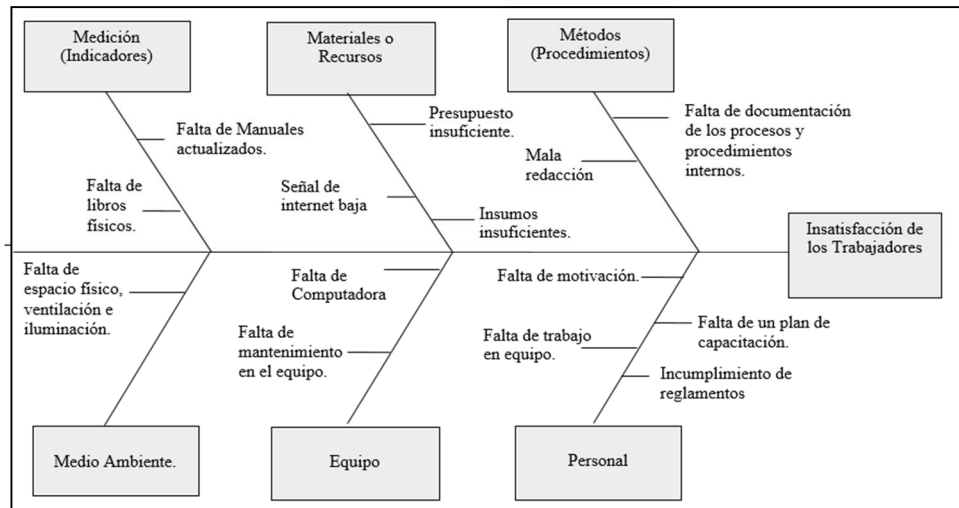 Medición
(Indicadores)
Materiales o
Recursos
Métodos
(Procedimientos)
Falta de Manuales
actualizados.
Falta de
libros
físicos.
Presupuesto
insuficiente.
Señal de
internet baja
Insumos
insuficientes.
Falta de documentación
de los procesos y
procedimientos
internos.
Mala
redacción
Insatisfacción de
los Trabajadores
Falta de
espacio físico,
ventilación e
iluminación.
Falta de
Computadora
Falta de
mantenimiento
en el equipo.
Falta de motivación.
Falta de trabajo
en equipo.
Falta de un plan de
capacitación.
Incumplimiento de
reglamentos
Medio Ambiente.
Equipo
Personal